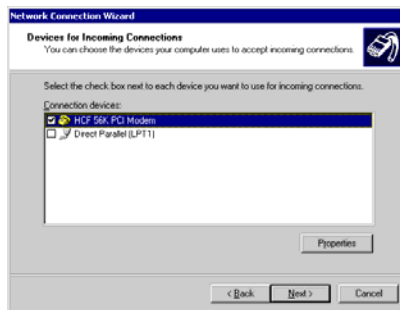 Network Connection Wizard
Devices for Incoming Connections
You can choose the devices your computer uses to accept incoming connections.
Select the check box next to each device you want to use for incoming connections.
Connection devices:
HCF 56K PCI Modem
Direct Parallel (LPT1)
Properties
< Back Next > Cancel